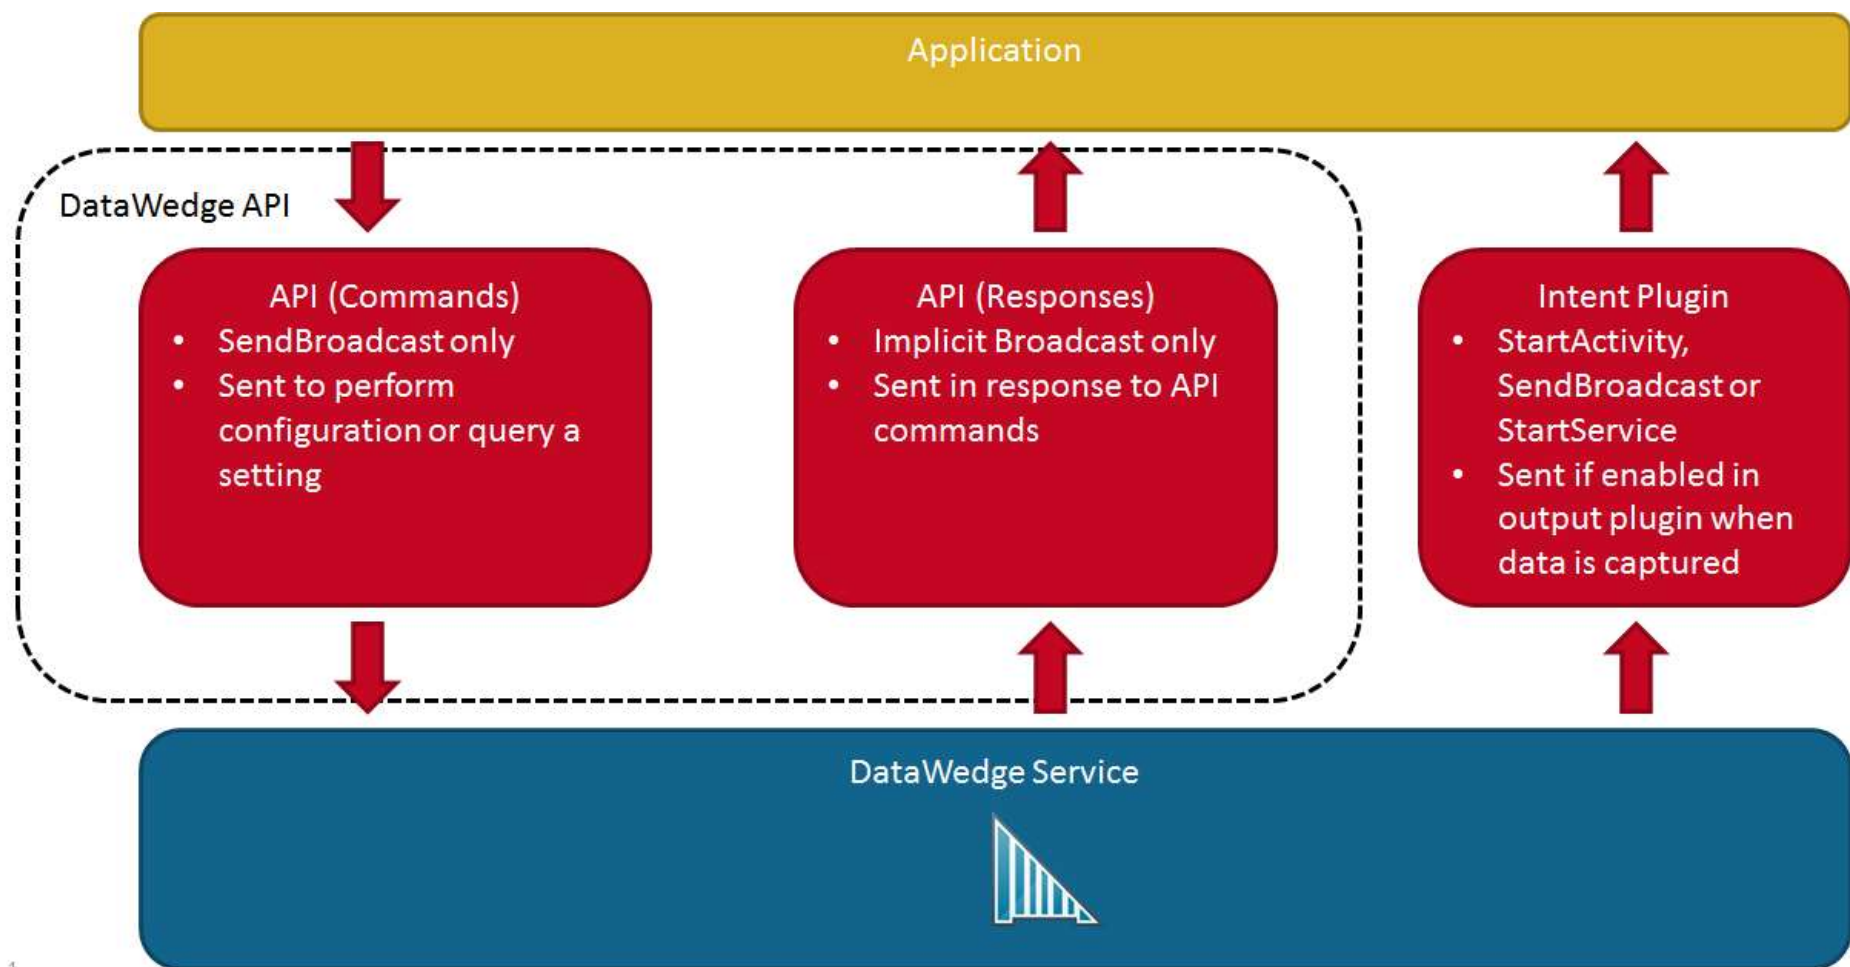 Application
DataWedge API
API (Commands)
• SendBroadcast only
• Sent to perform
configuration or query a
setting
API (Responses)
• Implicit Broadcast only
• Sent in response to API
commands
Intent Plugin
• StartActivity,
SendBroadcast or
StartService
• Sent if enabled in
output plugin when
data is captured
DataWedge Service